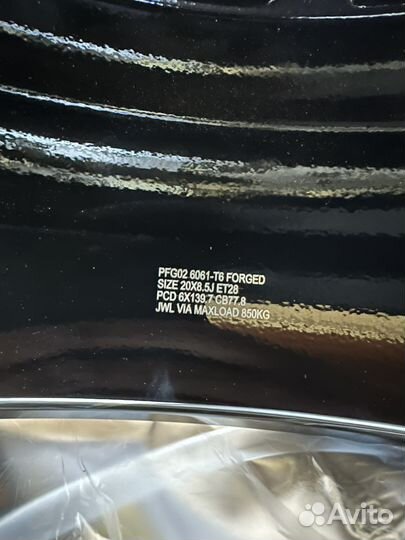 PFG02 6061-T6 FORGED
SIZE 20X8.5J ET28
PCD 6X139.7 CB77.8
JWL VIA MAXLOAD 850KG
Avito